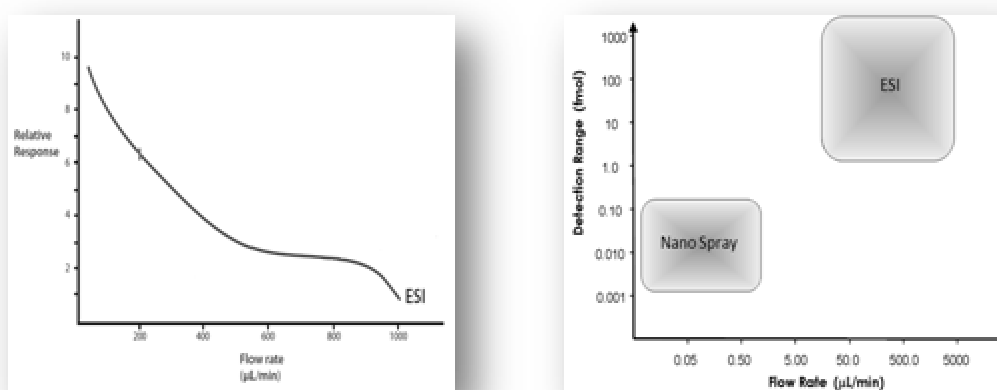 10
8
Relative
Response
6
4
2
ESI
200
400
600
800
1000
Flow rate
(µL/min)
1000
100
10
1.0
0.10
0.010
0.001
Detection Range (fmol)
ESI
Nano Spray
0.05
0.50
5.00
50.0
500.0
5000
Flow Rate (µL/min)